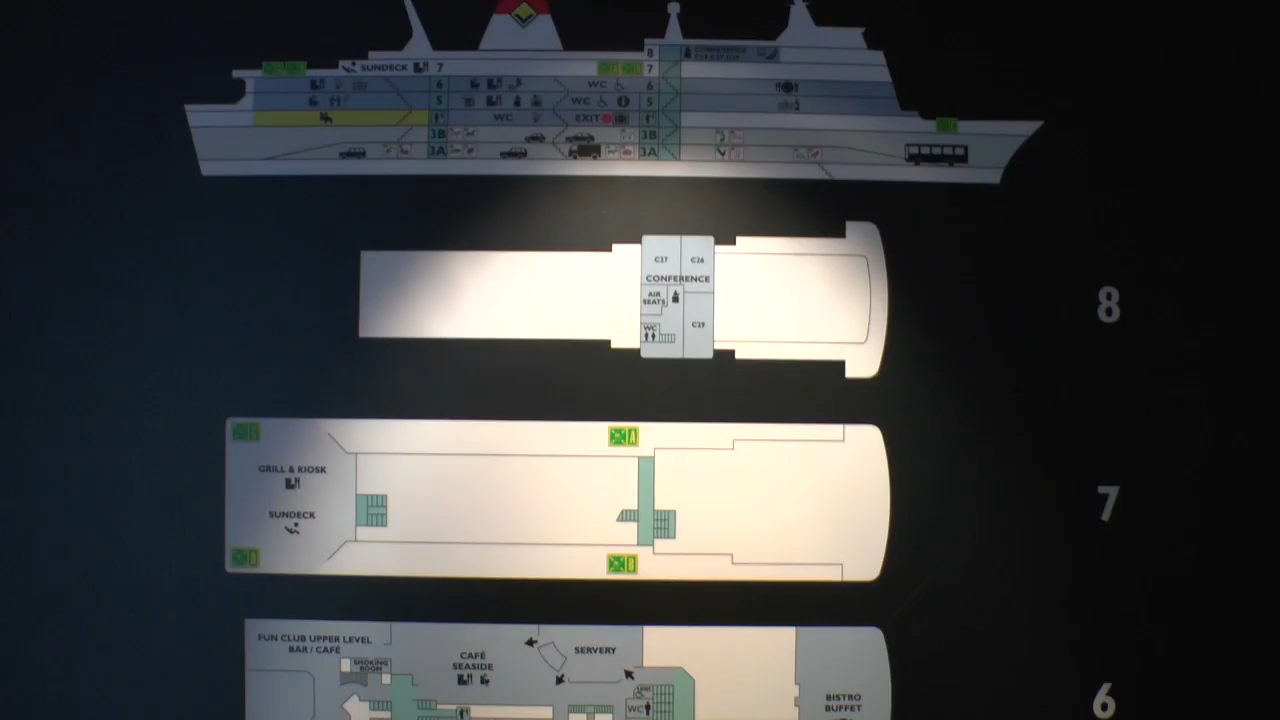 8 CONFERENCE
SUNDECK 7 7
6 WC 6
5 WC 5
WC EXIT
3B 3B
3A 3A
C27 C26
CONFERENCE
AIR
SEATS
C29
WC
8
A
GRILL & KIOSK
SUNDECK
7
D B
FUN CLUB UPPER LEVEL
BAR / CAFÉ
SMOKING
ROOM
CAFÉ
SEASIDE
SERVERY
WC
BISTRO
BUFFET
6